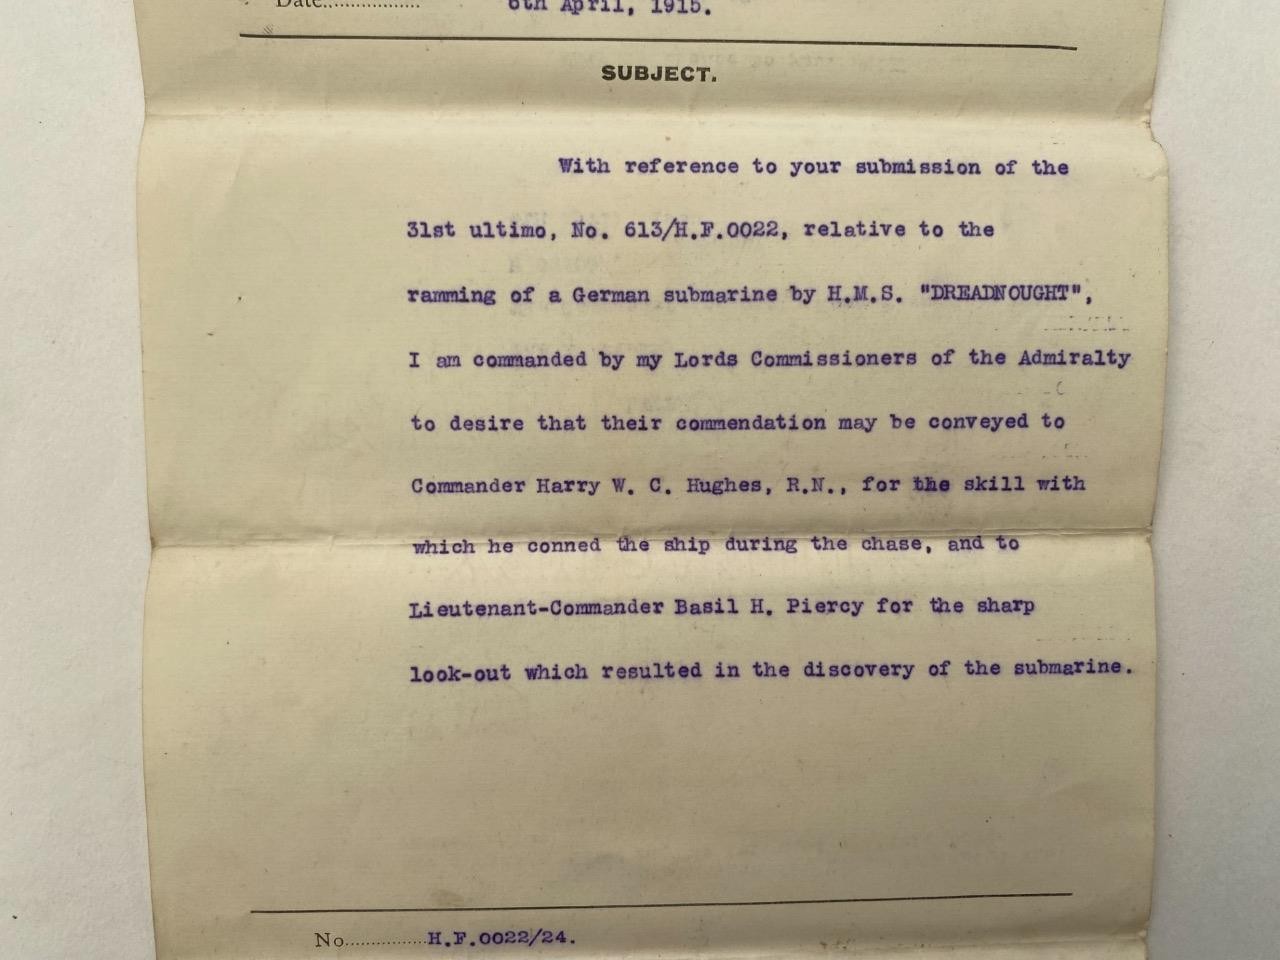 Date.................. 6th April, 1915.
SUBJECT.
With reference to your submission of the
31st ultimo, No. 613/H.F.0022, relative to the
ramming of a German submarine by H.M.S. "DREADNOUGHT",
I am commanded by my Lords Commissioners of the Admiralty
to desire that their commendation may be conveyed to
Commander Harry W. C. Hughes, R.N., for the skill with
which he conned the ship during the chase, and to
Lieutenant-Commander Basil H. Piercy for the sharp
look-out which resulted in the discovery of the submarine.
No................H.F.0022/24.